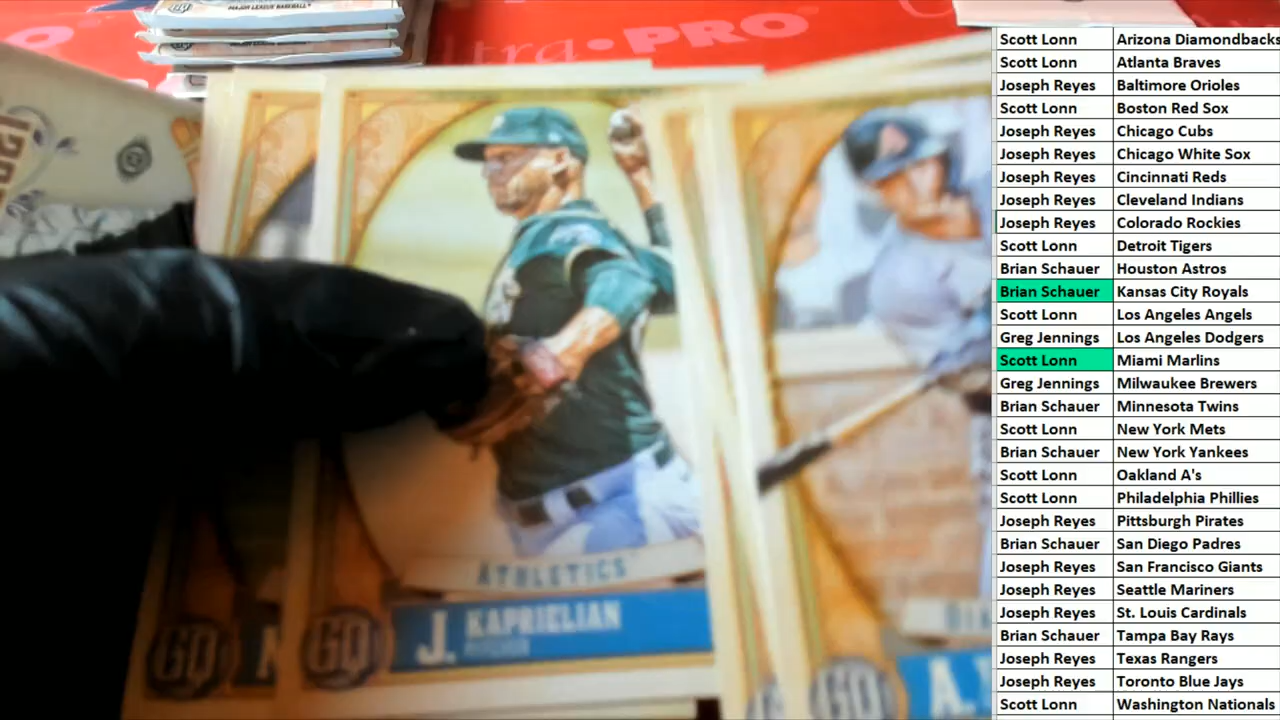 MAJOR LEAGUE BASEBALL
tra PRO
ATHLETICS
GQ
J. KAPRIELIAN
PITCHER
GQ
N
GQ
A.
Scott Lonn Arizona Diamondbacks
Scott Lonn Atlanta Braves
Joseph Reyes Baltimore Orioles
Scott Lonn Boston Red Sox
Joseph Reyes Chicago Cubs
Joseph Reyes Chicago White Sox
Joseph Reyes Cincinnati Reds
Joseph Reyes Cleveland Indians
Joseph Reyes Colorado Rockies
Scott Lonn Detroit Tigers
Brian Schauer Houston Astros
Brian Schauer Kansas City Royals
Scott Lonn Los Angeles Angels
Greg Jennings Los Angeles Dodgers
Scott Lonn Miami Marlins
Greg Jennings Milwaukee Brewers
Brian Schauer Minnesota Twins
Scott Lonn New York Mets
Brian Schauer New York Yankees
Scott Lonn Oakland A's
Scott Lonn Philadelphia Phillies
Joseph Reyes Pittsburgh Pirates
Brian Schauer San Diego Padres
Joseph Reyes San Francisco Giants
Joseph Reyes Seattle Mariners
Joseph Reyes St. Louis Cardinals
Brian Schauer Tampa Bay Rays
Joseph Reyes Texas Rangers
Joseph Reyes Toronto Blue Jays
Scott Lonn Washington Nationals